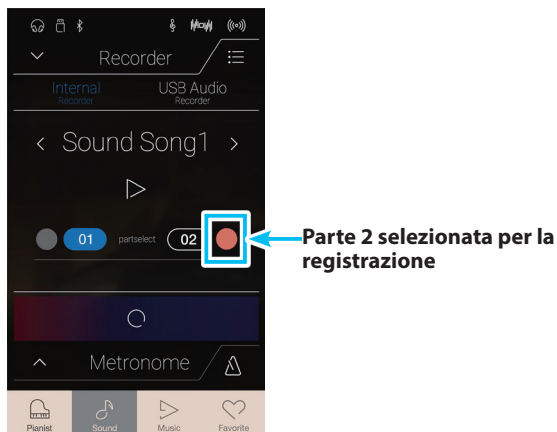 Recorder
Internal
Recorder
USB Audio
Recorder
Sound Song1
01
partselect
02
Parte 2 selezionata per la
registrazione
Metronome
Pianist
Sound
Music
Favorite